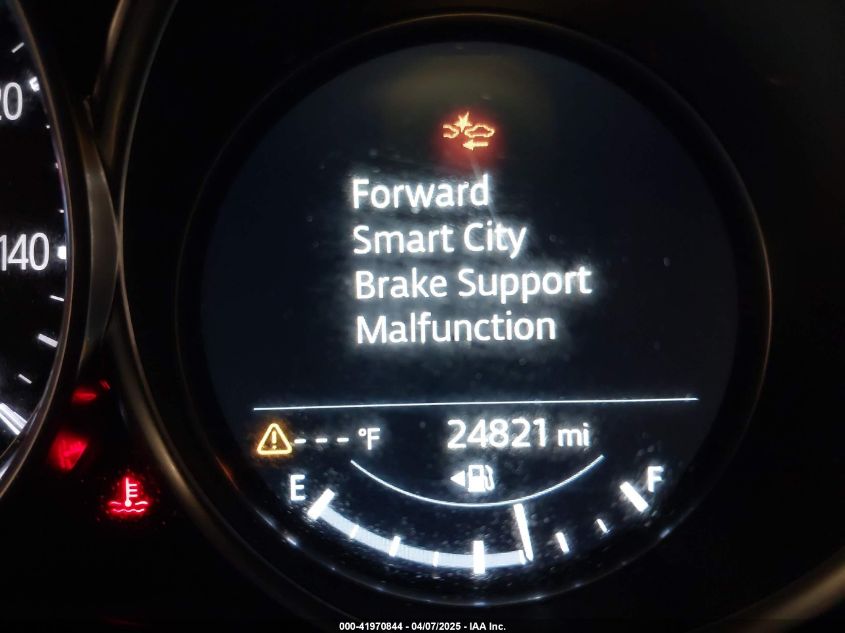 20
140
Forward
Smart City
Brake Support
Malfunction
---°F 24821 mi
E F
000-41970844 - 04/07/2025 - IAA Inc.